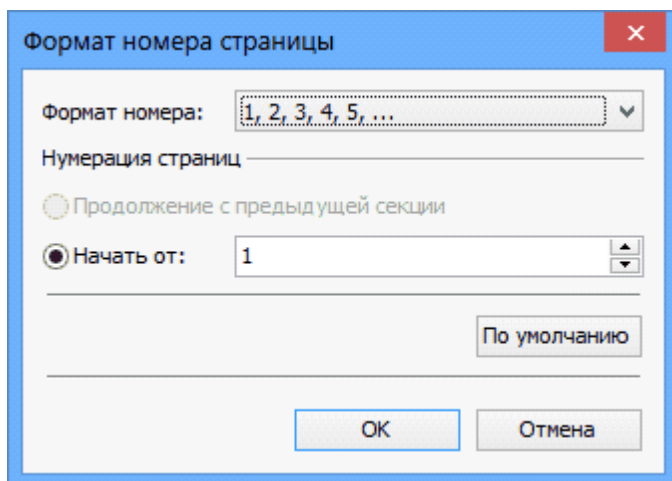 Формат номера страницы
Формат номера: 1, 2, 3, 4, 5, ...
Нумерация страниц
Продолжение с предыдущей секции
Начать от: 1
По умолчанию
OK Отмена